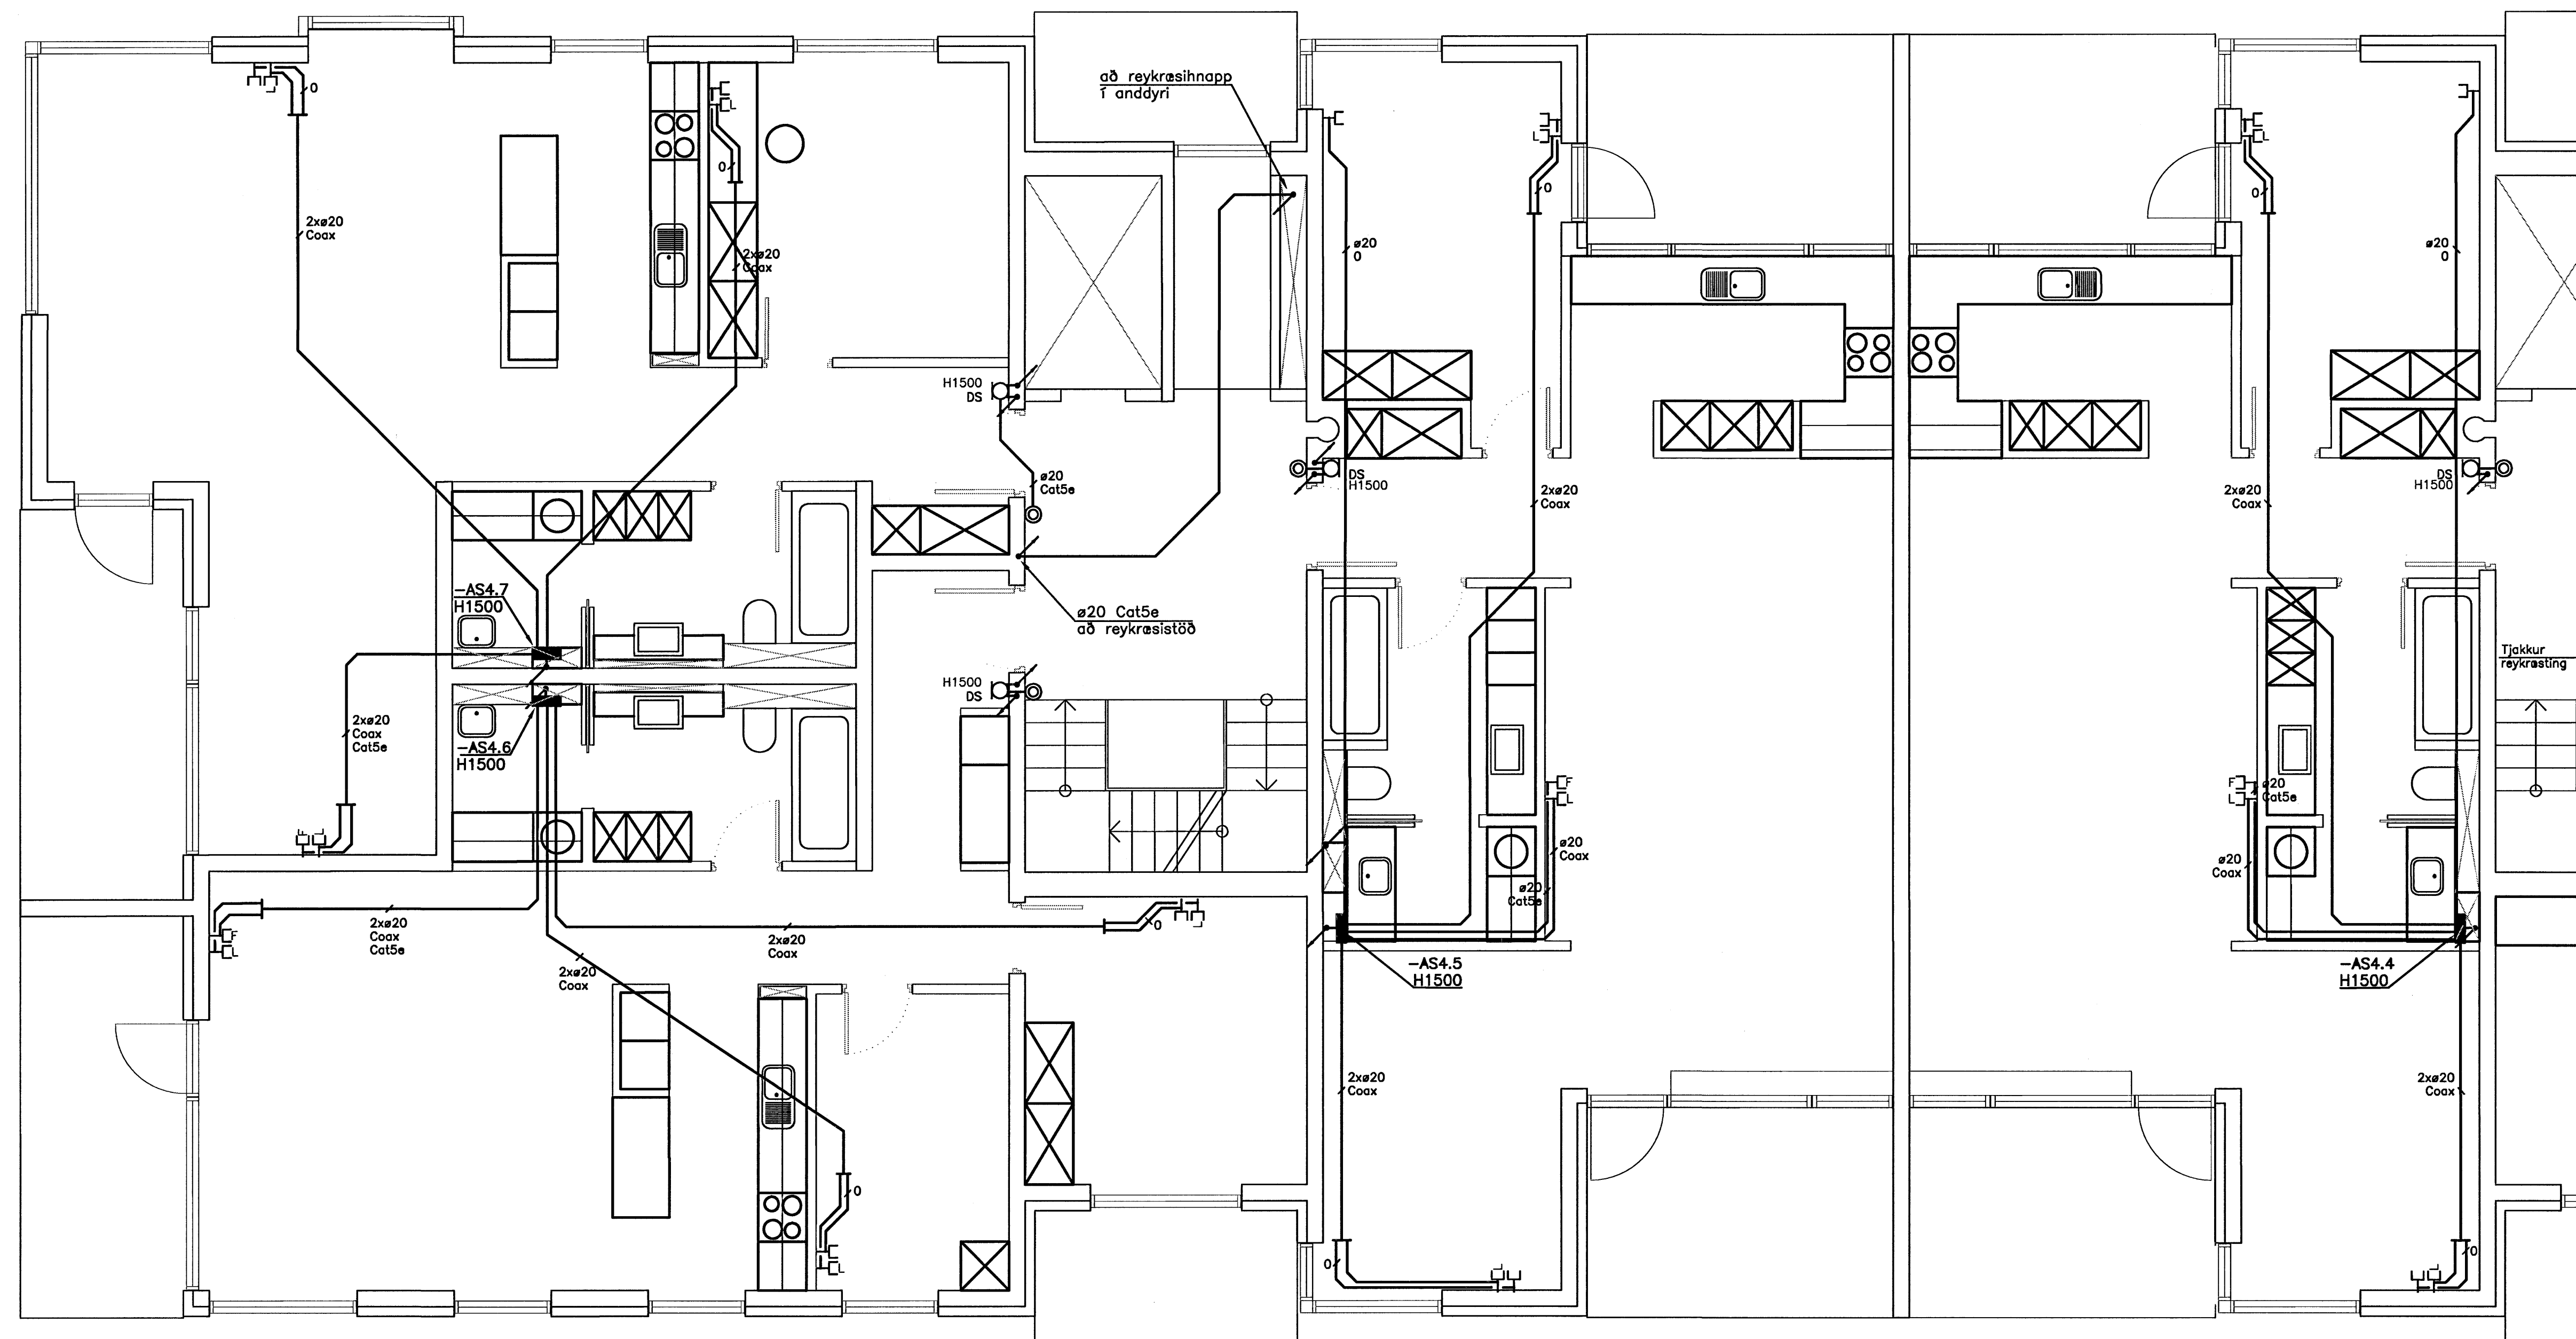 0
að reykræsihnapp
í anddyri
L
0
L
0
L
0
2xø20
Coax
2xø20
Coax
ø20
0
ø20
0
H1500
DS
ø20
Cat5e
DS
H1500
2xø20
Coax
2xø20
Coax
DS
H1500
-AS4.7
H1500
ø20 Cat5e
að reykræsistöð
Tjakkur
reykræsting
H1500
DS
2xø20
Coax
Cat5e
-AS4.6
H1500
F
L
F
L
F
L
ø20
Cat5e
ø20
Coax
ø20
Cat5e
ø20
Coax
F
L
2xø20
Coax
Cat5e
2xø20
Coax
0
L
2xø20
Coax
-AS4.5
H1500
-AS4.4
H1500
2xø20
Coax
2xø20
Coax
0
L
0
L
0
L